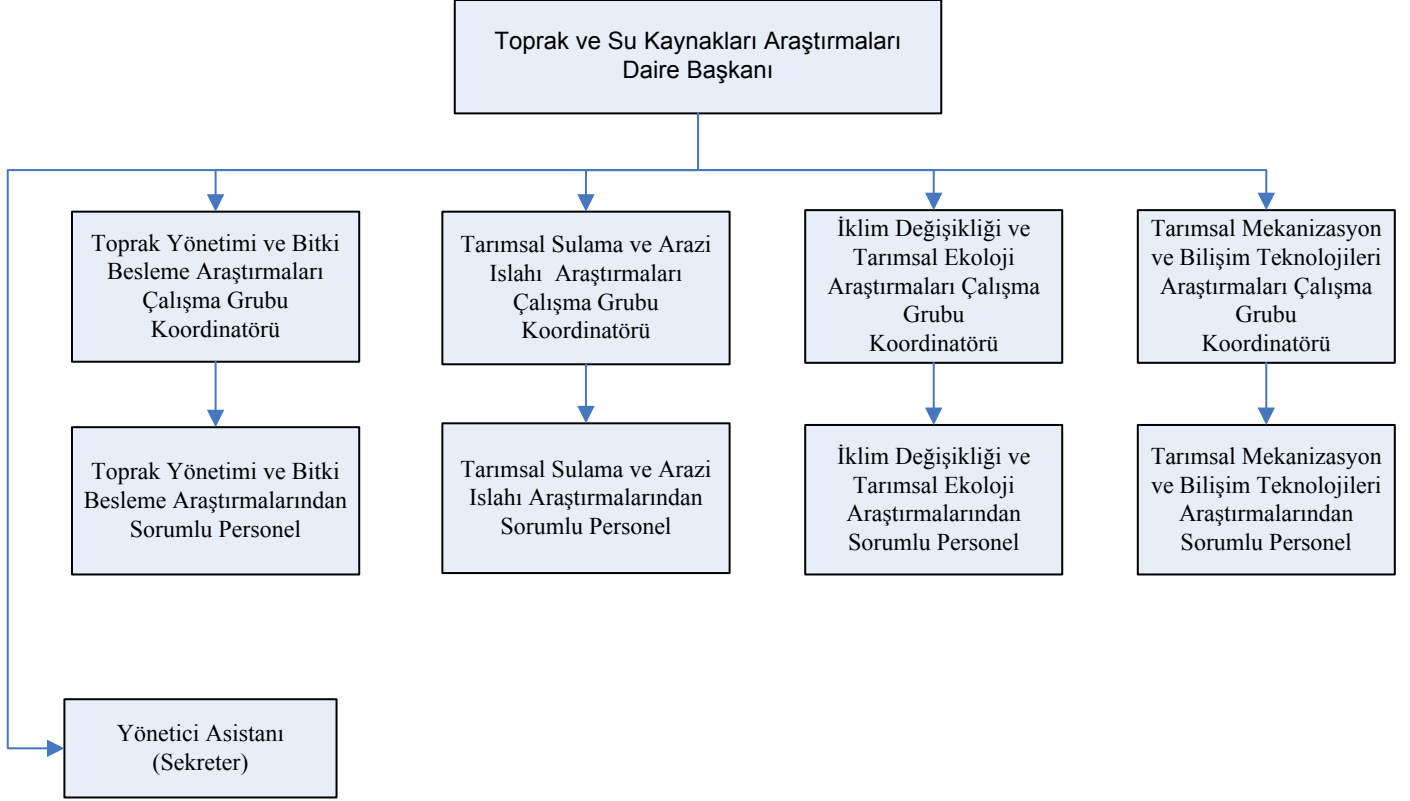 Toprak ve Su Kaynakları Araştırmaları
Daire Başkanı
Toprak Yönetimi ve Bitki
Besleme Araştırmaları
Çalışma Grubu
Koordinatörü
Tarımsal Sulama ve Arazi
Islahı Araştırmaları
Çalışma Grubu
Koordinatörü
İklim Değişikliği ve
Tarımsal Ekoloji
Araştırmaları Çalışma
Grubu
Koordinatörü
Tarımsal Mekanizasyon
ve Bilişim Teknolojileri
Araştırmaları Çalışma
Grubu
Koordinatörü
Toprak Yönetimi ve Bitki
Besleme Araştırmalarından
Sorumlu Personel
Tarımsal Sulama ve Arazi
Islahı Araştırmalarından
Sorumlu Personel
İklim Değişikliği ve
Tarımsal Ekoloji
Araştırmalarından
Sorumlu Personel
Tarımsal Mekanizasyon
ve Bilişim Teknolojileri
Araştırmalarından
Sorumlu Personel
Yönetici Asistanı
(Sekreter)